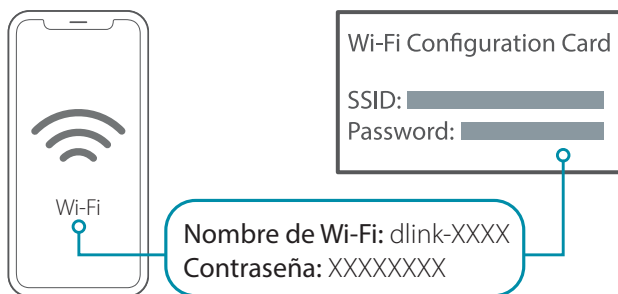 Wi-Fi Configuration Card
SSID:
Password:
Wi-Fi
Nombre de Wi-Fi: dlink-XXXX
Contraseña: XXXXXXXX